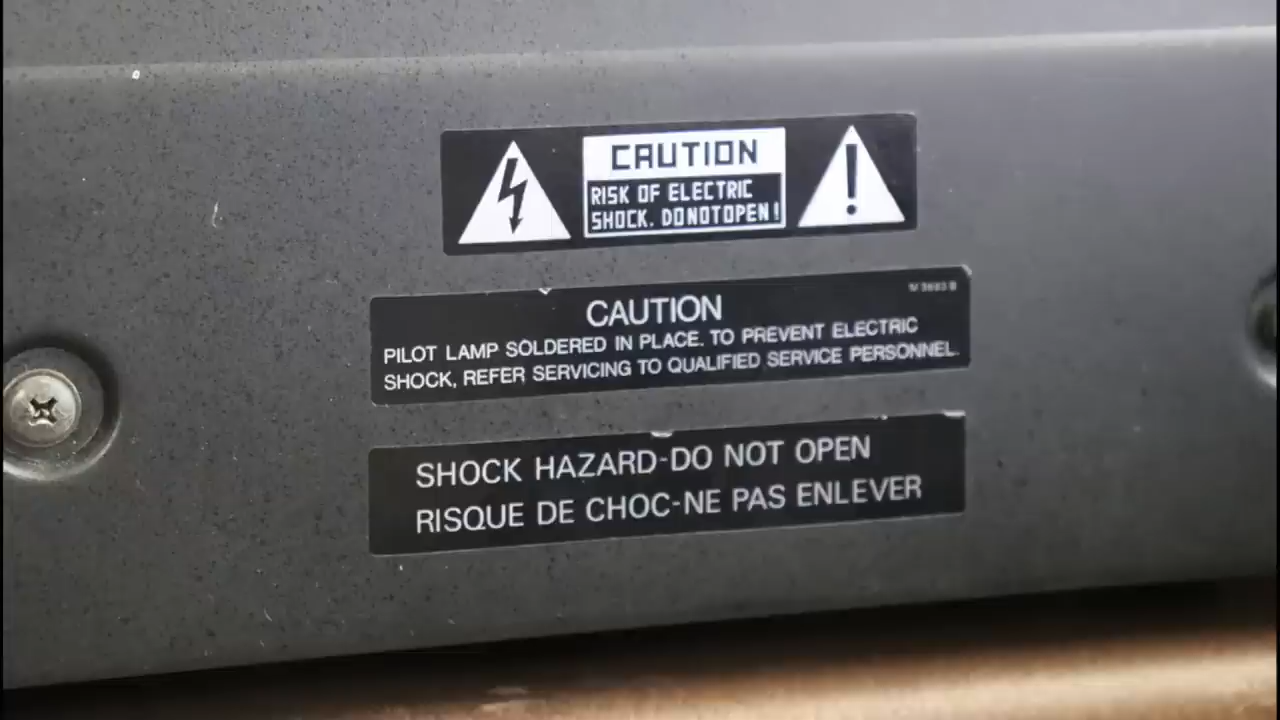 CAUTION
RISK OF ELECTRIC
SHOCK. DO NOT OPEN!
CAUTION
PILOT LAMP SOLDERED IN PLACE. TO PREVENT ELECTRIC
SHOCK, REFER SERVICING TO QUALIFIED SERVICE PERSONNEL.
SHOCK HAZARD-DO NOT OPEN
RISQUE DE CHOC-NE PAS ENLEVER